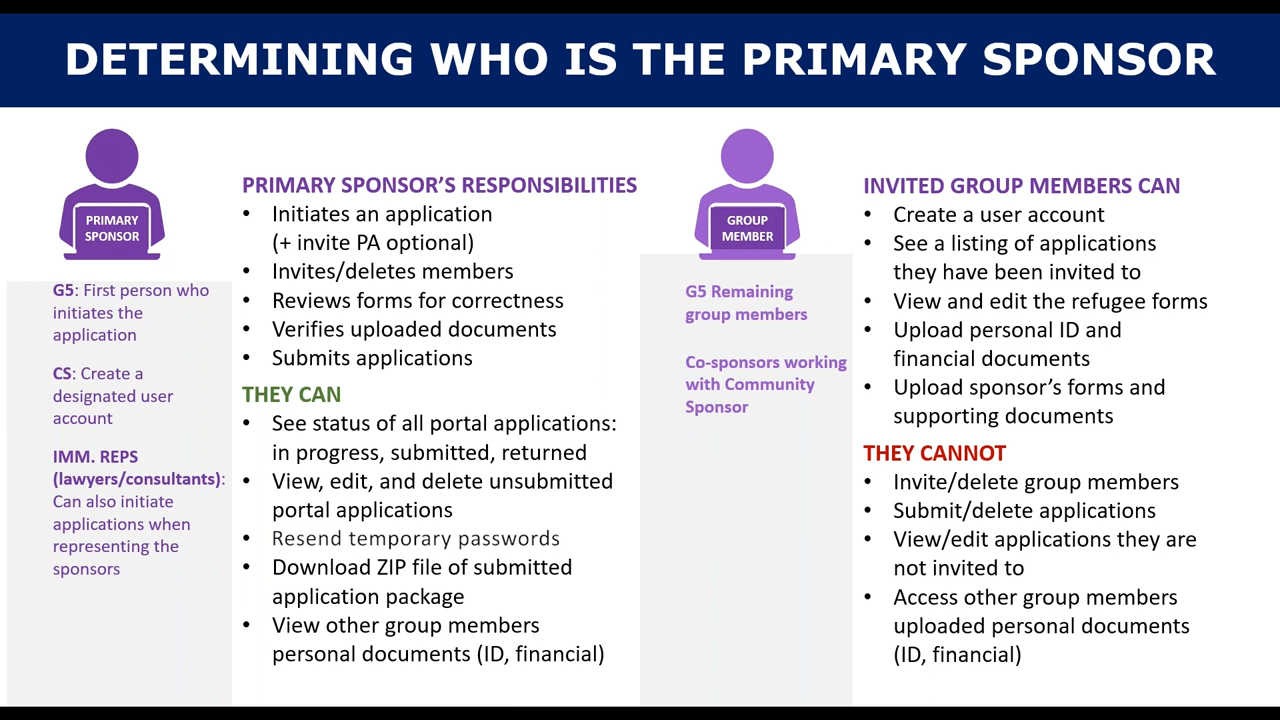 DETERMINING WHO IS THE PRIMARY SPONSOR
PRIMARY
SPONSOR
G5: First person who
initiates the
application
CS: Create a
designated user
account
IMM. REPS
(lawyers/consultants):
Can also initiate
applications when
representing the
sponsors
PRIMARY SPONSOR'S RESPONSIBILITIES
• Initiates an application
(+ invite PA optional)
• Invites/deletes members
• Reviews forms for correctness
• Verifies uploaded documents
• Submits applications
THEY CAN
• See status of all portal applications:
in progress, submitted, returned
• View, edit, and delete unsubmitted
portal applications
• Resend temporary passwords
• Download ZIP file of submitted
application package
• View other group members
personal documents (ID, financial)
GROUP
MEMBER
G5 Remaining
group members
Co-sponsors working
with Community
Sponsor
INVITED GROUP MEMBERS CAN
• Create a user account
• See a listing of applications
they have been invited to
• View and edit the refugee forms
• Upload personal ID and
financial documents
• Upload sponsor's forms and
supporting documents
THEY CANNOT
• Invite/delete group members
• Submit/delete applications
• View/edit applications they are
not invited to
• Access other group members
uploaded personal documents
(ID, financial)